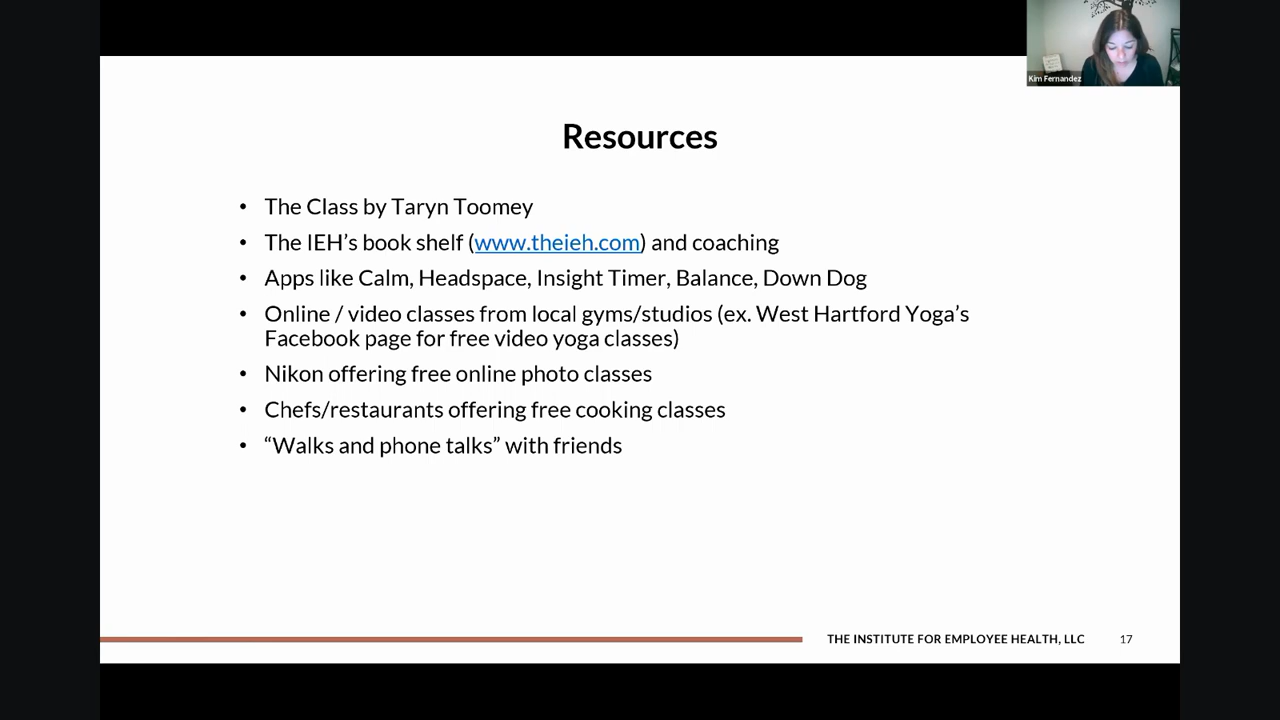 Kim Fernandez
Resources
• The Class by Taryn Toomey
• The IEH’s book shelf (www.theieh.com) and coaching
• Apps like Calm, Headspace, Insight Timer, Balance, Down Dog
• Online / video classes from local gyms/studios (ex. West Hartford Yoga’s
Facebook page for free video yoga classes)
• Nikon offering free online photo classes
• Chefs/restaurants offering free cooking classes
• “Walks and phone talks” with friends
THE INSTITUTE FOR EMPLOYEE HEALTH, LLC 17